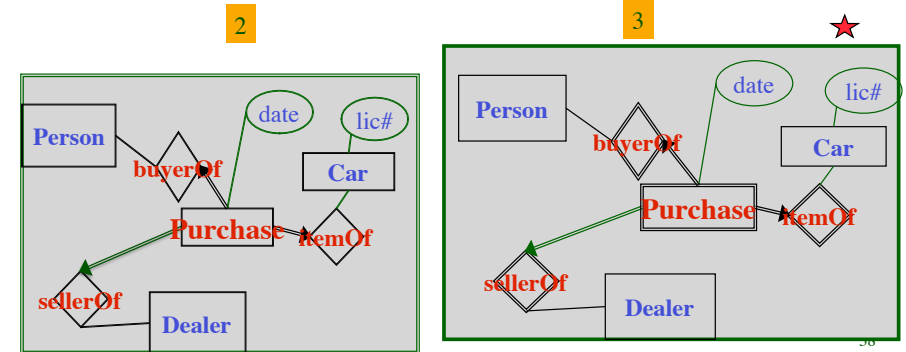 2
date
lic#
Person
buyerOf
Car
Purchase
itemOf
sellerOf
Dealer
3
date
lic#
Person
buyerOf
Car
Purchase
itemOf
sellerOf
Dealer